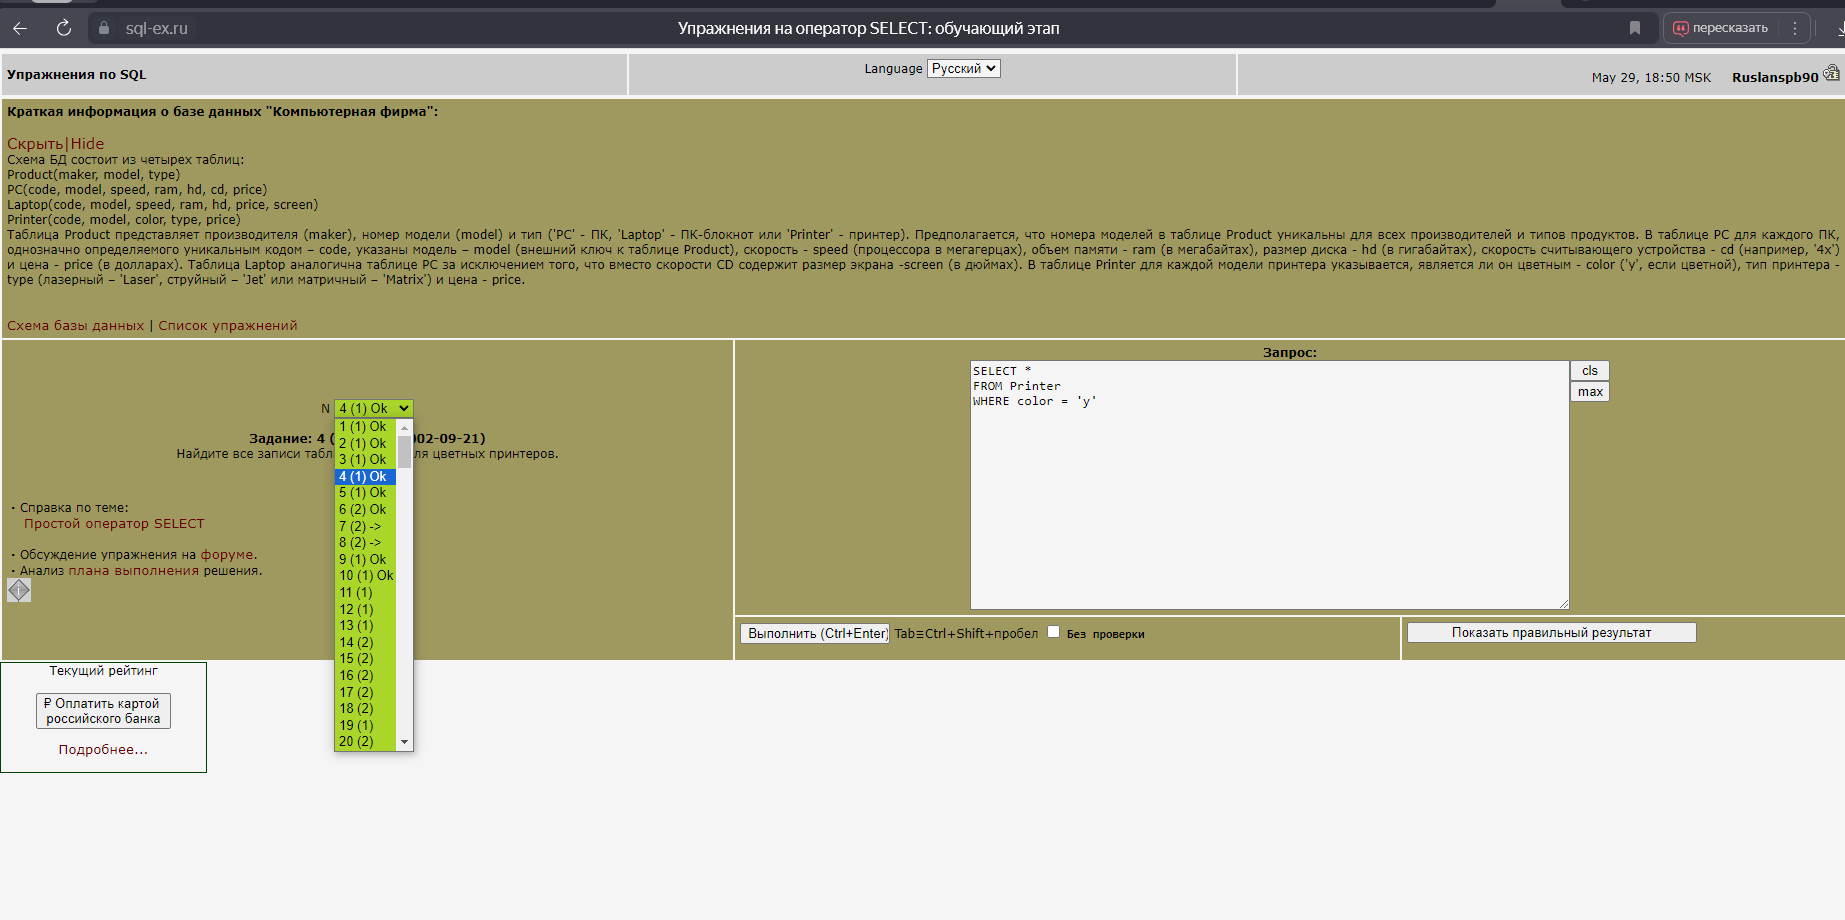 sql-ex.ru
Упражнения на оператор SELECT: обучающий этап
пересказать
Упражнения по SQL
Language Русский
May 29, 18:50 MSK Ruslanspb90
Краткая информация о базе данных "Компьютерная фирма":
Скрыть|Hide
Схема БД состоит из четырех таблиц:
Product(maker, model, type)
PC(code, model, speed, ram, hd, cd, price)
Laptop(code, model, speed, ram, hd, price, screen)
Printer(code, model, color, type, price)
Таблица Product представляет производителя (maker), номер модели (model) и тип ('PC' - ПК, 'Laptop' - ПК-блокнот или 'Printer' - принтер). Предполагается, что номера моделей в таблице Product уникальны для всех производителей и типов продуктов. В таблице PC для каждого ПК,
однозначно определяемого уникальным кодом – code, указаны модель – model (внешний ключ к таблице Product), скорость - speed (процессора в мегагерцах), объем памяти - ram (в мегабайтах), размер диска - hd (в гигабайтах), скорость считывающего устройства - cd (например, '4x')
и цена - price (в долларах). Таблица Laptop аналогична таблице РС за исключением того, что вместо скорости CD содержит размер экрана -screen (в дюймах). В таблице Printer для каждой модели принтера указывается, является ли он цветным - color ('y', если цветной), тип принтера -
type (лазерный – 'Laser', струйный – 'Jet' или матричный – 'Matrix') и цена - price.
Схема базы данных | Список упражнений
N 4 (1) Ok
1 (1) Ok
2 (1) Ok
3 (1) Ok
4 (1) Ok
5 (1) Ok
6 (2) Ok
7 (2) ->
8 (2) ->
9 (1) Ok
10 (1) Ok
11 (1)
12 (1)
13 (1)
14 (2)
15 (2)
16 (2)
17 (2)
18 (2)
19 (1)
20 (2)
Задание: 4 ( 002-09-21)
Найдите все записи табл ля цветных принтеров.
· Справка по теме:
Простой оператор SELECT
· Обсуждение упражнения на форуме.
· Анализ плана выполнения решения.
Запрос:
SELECT *
FROM Printer
WHERE color = 'y'
cls
max
Выполнить (Ctrl+Enter) Tab≡Ctrl+Shift+пробел Без проверки
Показать правильный результат
Текущий рейтинг
₽ Оплатить картой
российского банка
Подробнее...